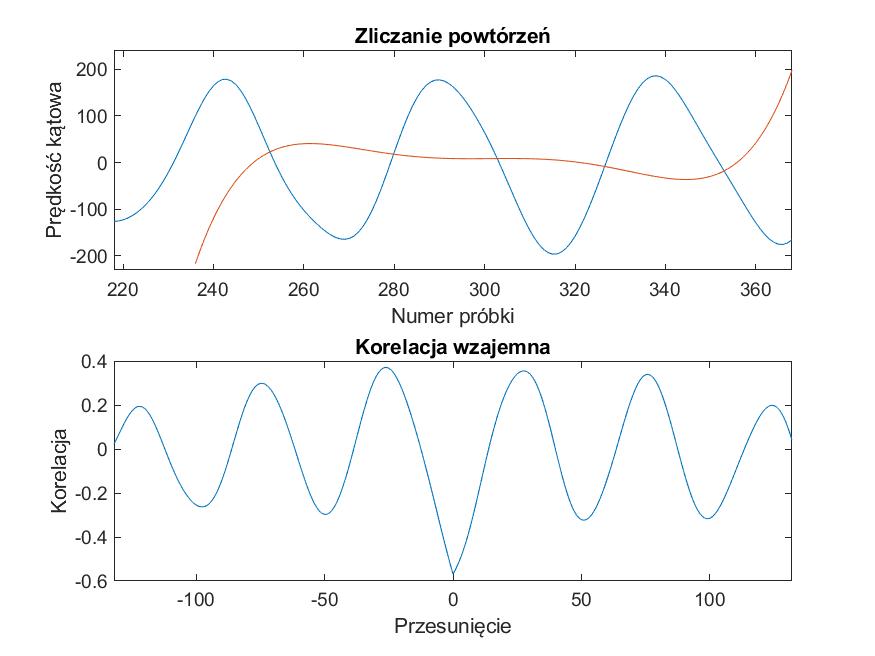 Zliczanie powtórzeń
200
100
0
-100
-200
Prędkość kątowa
220 240 260 280 300 320 340 360
Numer próbki
Korelacja wzajemna
0.4
0.2
0
-0.2
-0.4
-0.6
Korelacja
-100 -50 0 50 100
Przesunięcie